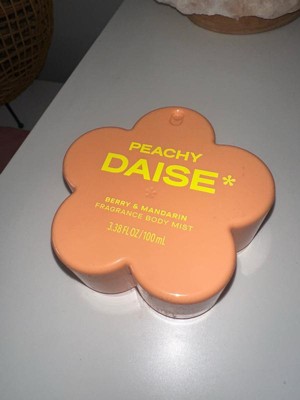 PEACHY
DAISE*
BERRY & MANDARIN
FRAGRANCE BODY MIST
3.38 FL OZ/100 mL